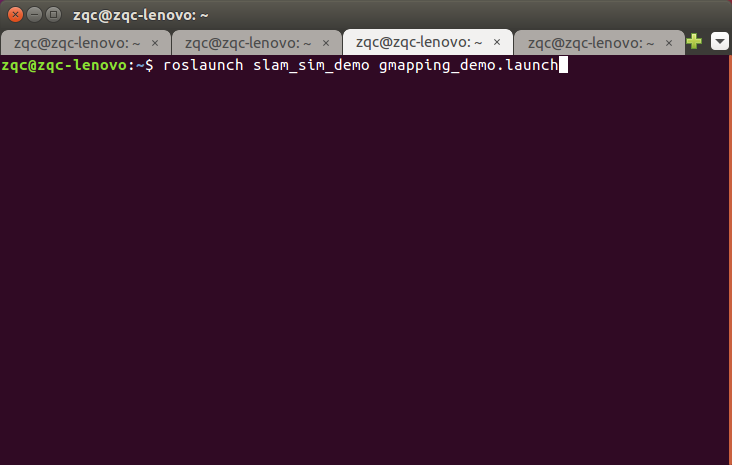 zqc@zqc-lenovo: ~
zqc@zqc-lenovo: ~ × zqc@zqc-lenovo: ~ × zqc@zqc-lenovo: ~ × zqc@zqc-lenovo: ~ ×
zqc@zqc-lenovo:~$ roslaunch slam_sim_demo gmapping_demo.launch